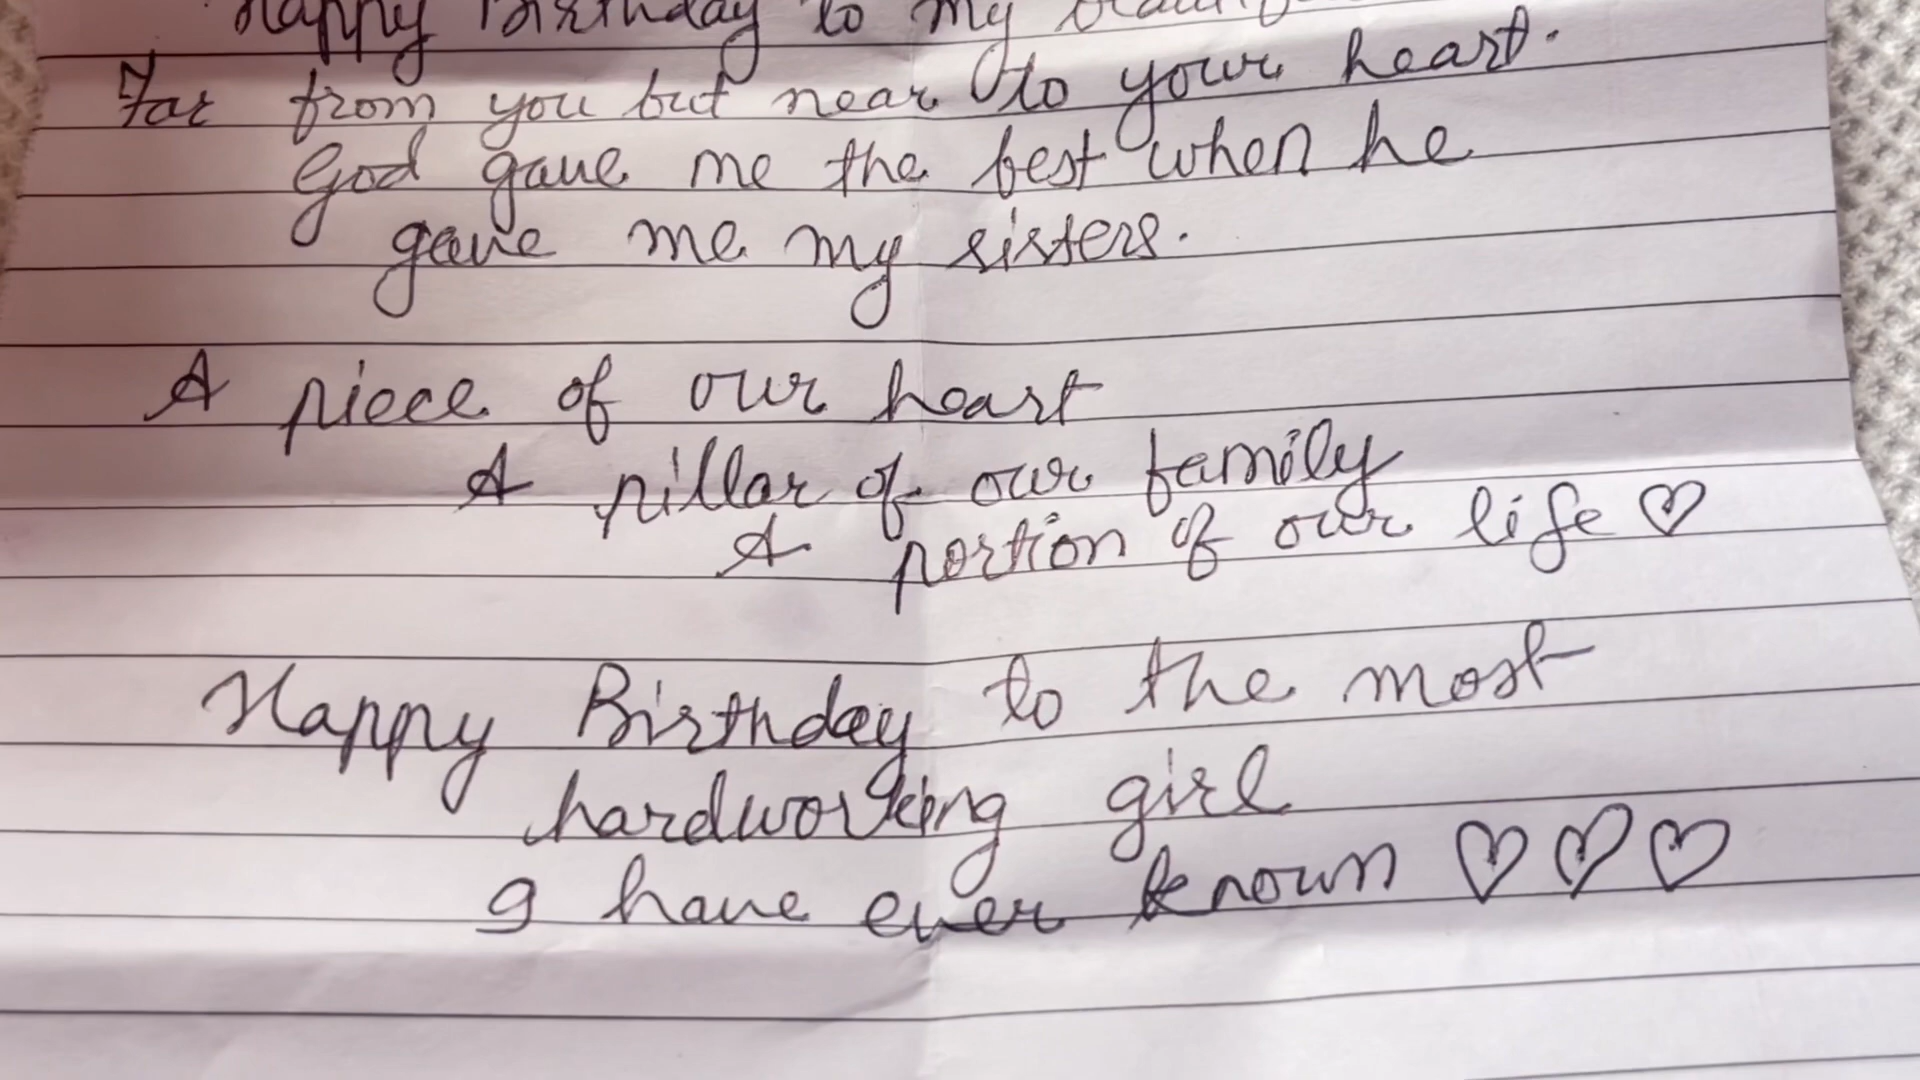 Happy Birthday to my
Far from you but near to your heart.
God gave me the best when he
gave me my sisters.
A piece of our heart
A pillar of our family
A portion of our life ♡
Happy Birthday to the most
hardworking girl
I have ever known ♡ ♡ ♡